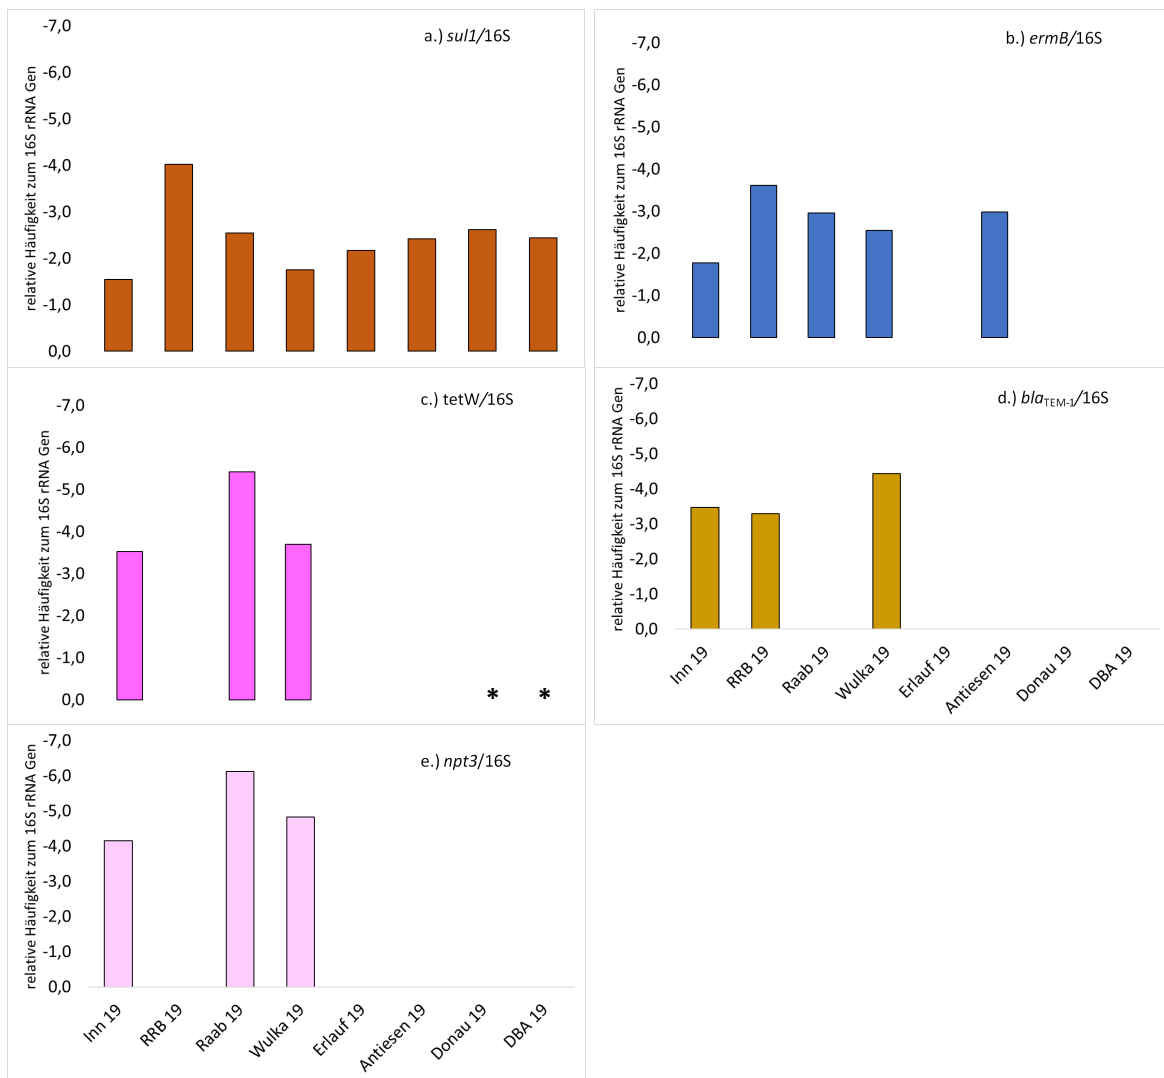 a.) sul1/16S
relative Häufigkeit zum 16S rRNA Gen
-7,0
-6,0
-5,0
-4,0
-3,0
-2,0
-1,0
0,0
b.) ermB/16S
relative Häufigkeit zum 16S rRNA Gen
-7,0
-6,0
-5,0
-4,0
-3,0
-2,0
-1,0
0,0
c.) tetW/16S
relative Häufigkeit zum 16S rRNA Gen
-7,0
-6,0
-5,0
-4,0
-3,0
-2,0
-1,0
0,0
* *
d.) blaTEM-1/16S
relative Häufigkeit zum 16S rRNA Gen
-7,0
-6,0
-5,0
-4,0
-3,0
-2,0
-1,0
0,0
Inn 19
RRB 19
Raab 19
Wulka 19
Erlauf 19
Antiesen 19
Donau 19
DBA 19
e.) npt3/16S
relative Häufigkeit zum 16S rRNA Gen
-7,0
-6,0
-5,0
-4,0
-3,0
-2,0
-1,0
0,0
Inn 19
RRB 19
Raab 19
Wulka 19
Erlauf 19
Antiesen 19
Donau 19
DBA 19